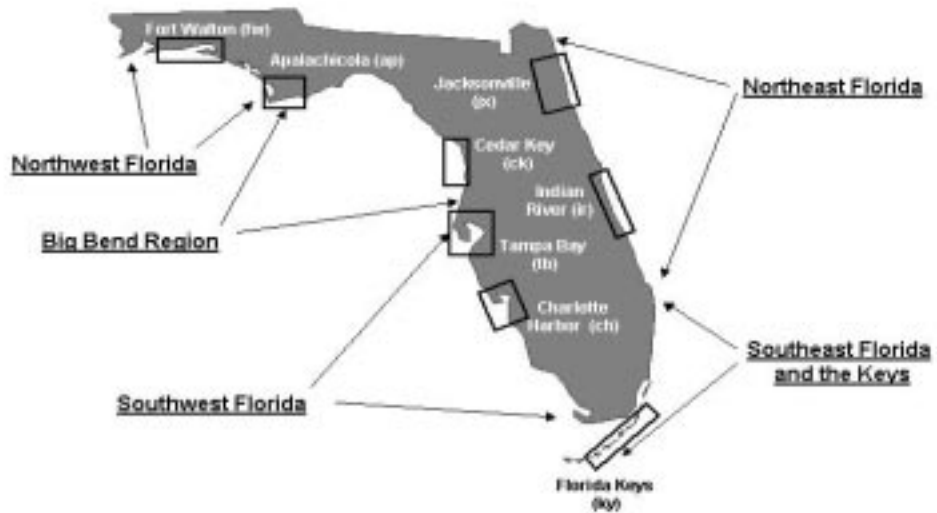 Fort Walton (fw)
Apalachicola (ap)
Jacksonville
(jx)
Northeast Florida
Northwest Florida
Cedar Key
(ck)
Indian
River (ir)
Big Bend Region
Tampa Bay
(tb)
Charlotte
Harbor (ch)
Southeast Florida
and the Keys
Southwest Florida
Florida Keys
(ky)